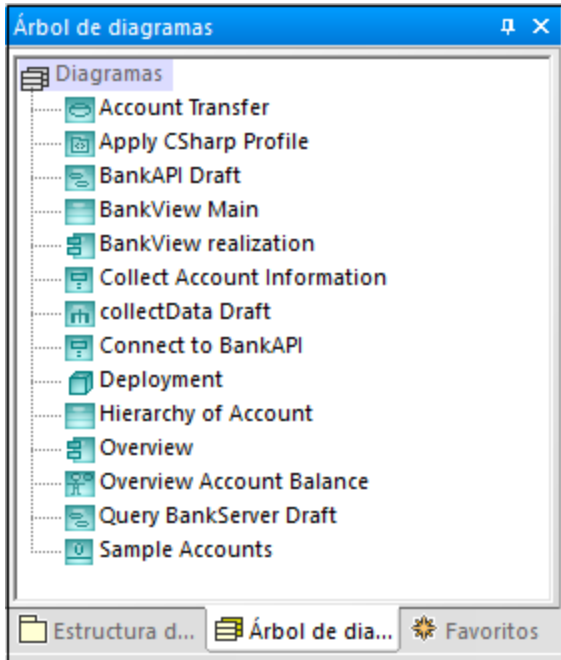 Árbol de diagramas
Diagramas
Account Transfer
Apply CSharp Profile
BankAPI Draft
BankView Main
BankView realization
Collect Account Information
collectData Draft
Connect to BankAPI
Deployment
Hierarchy of Account
Overview
Overview Account Balance
Query BankServer Draft
Sample Accounts
Estructura d... Árbol de dia... Favoritos